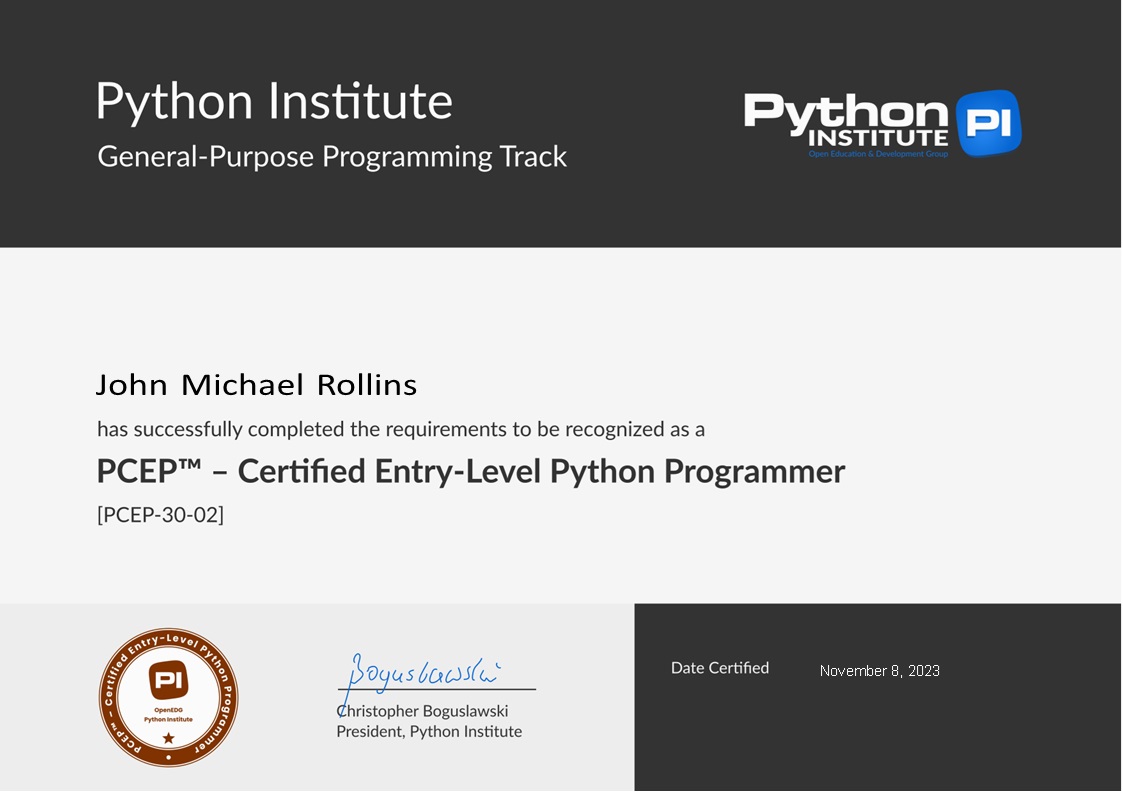 Python Institute
General-Purpose Programming Track
Python
INSTITUTE
Open Education & Development Group
PI
John Michael Rollins
has successfully completed the requirements to be recognized as a
PCEP™ – Certified Entry-Level Python Programmer
[PCEP-30-02]
PCEP™ – Certified Entry-Level Python Programmer
PI
OpenEDG
Python Institute
Boguslawski
Christopher Boguslawski
President, Python Institute
Date Certified November 8, 2023